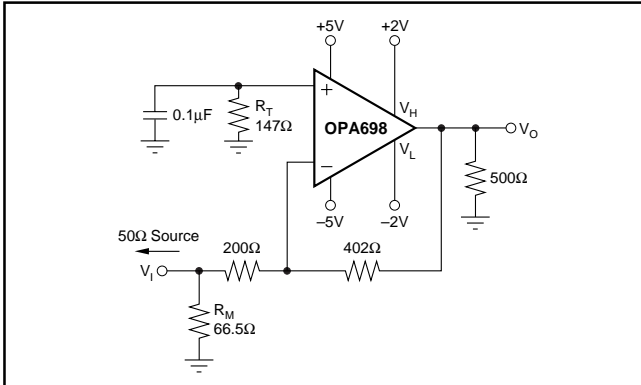 +5V
+2V
+
0.1μF
R_T
147Ω
V_H
OPA698
V_L
V_O
−
500Ω
−5V
−2V
50Ω Source
200Ω
402Ω
V_I
R_M
66.5Ω